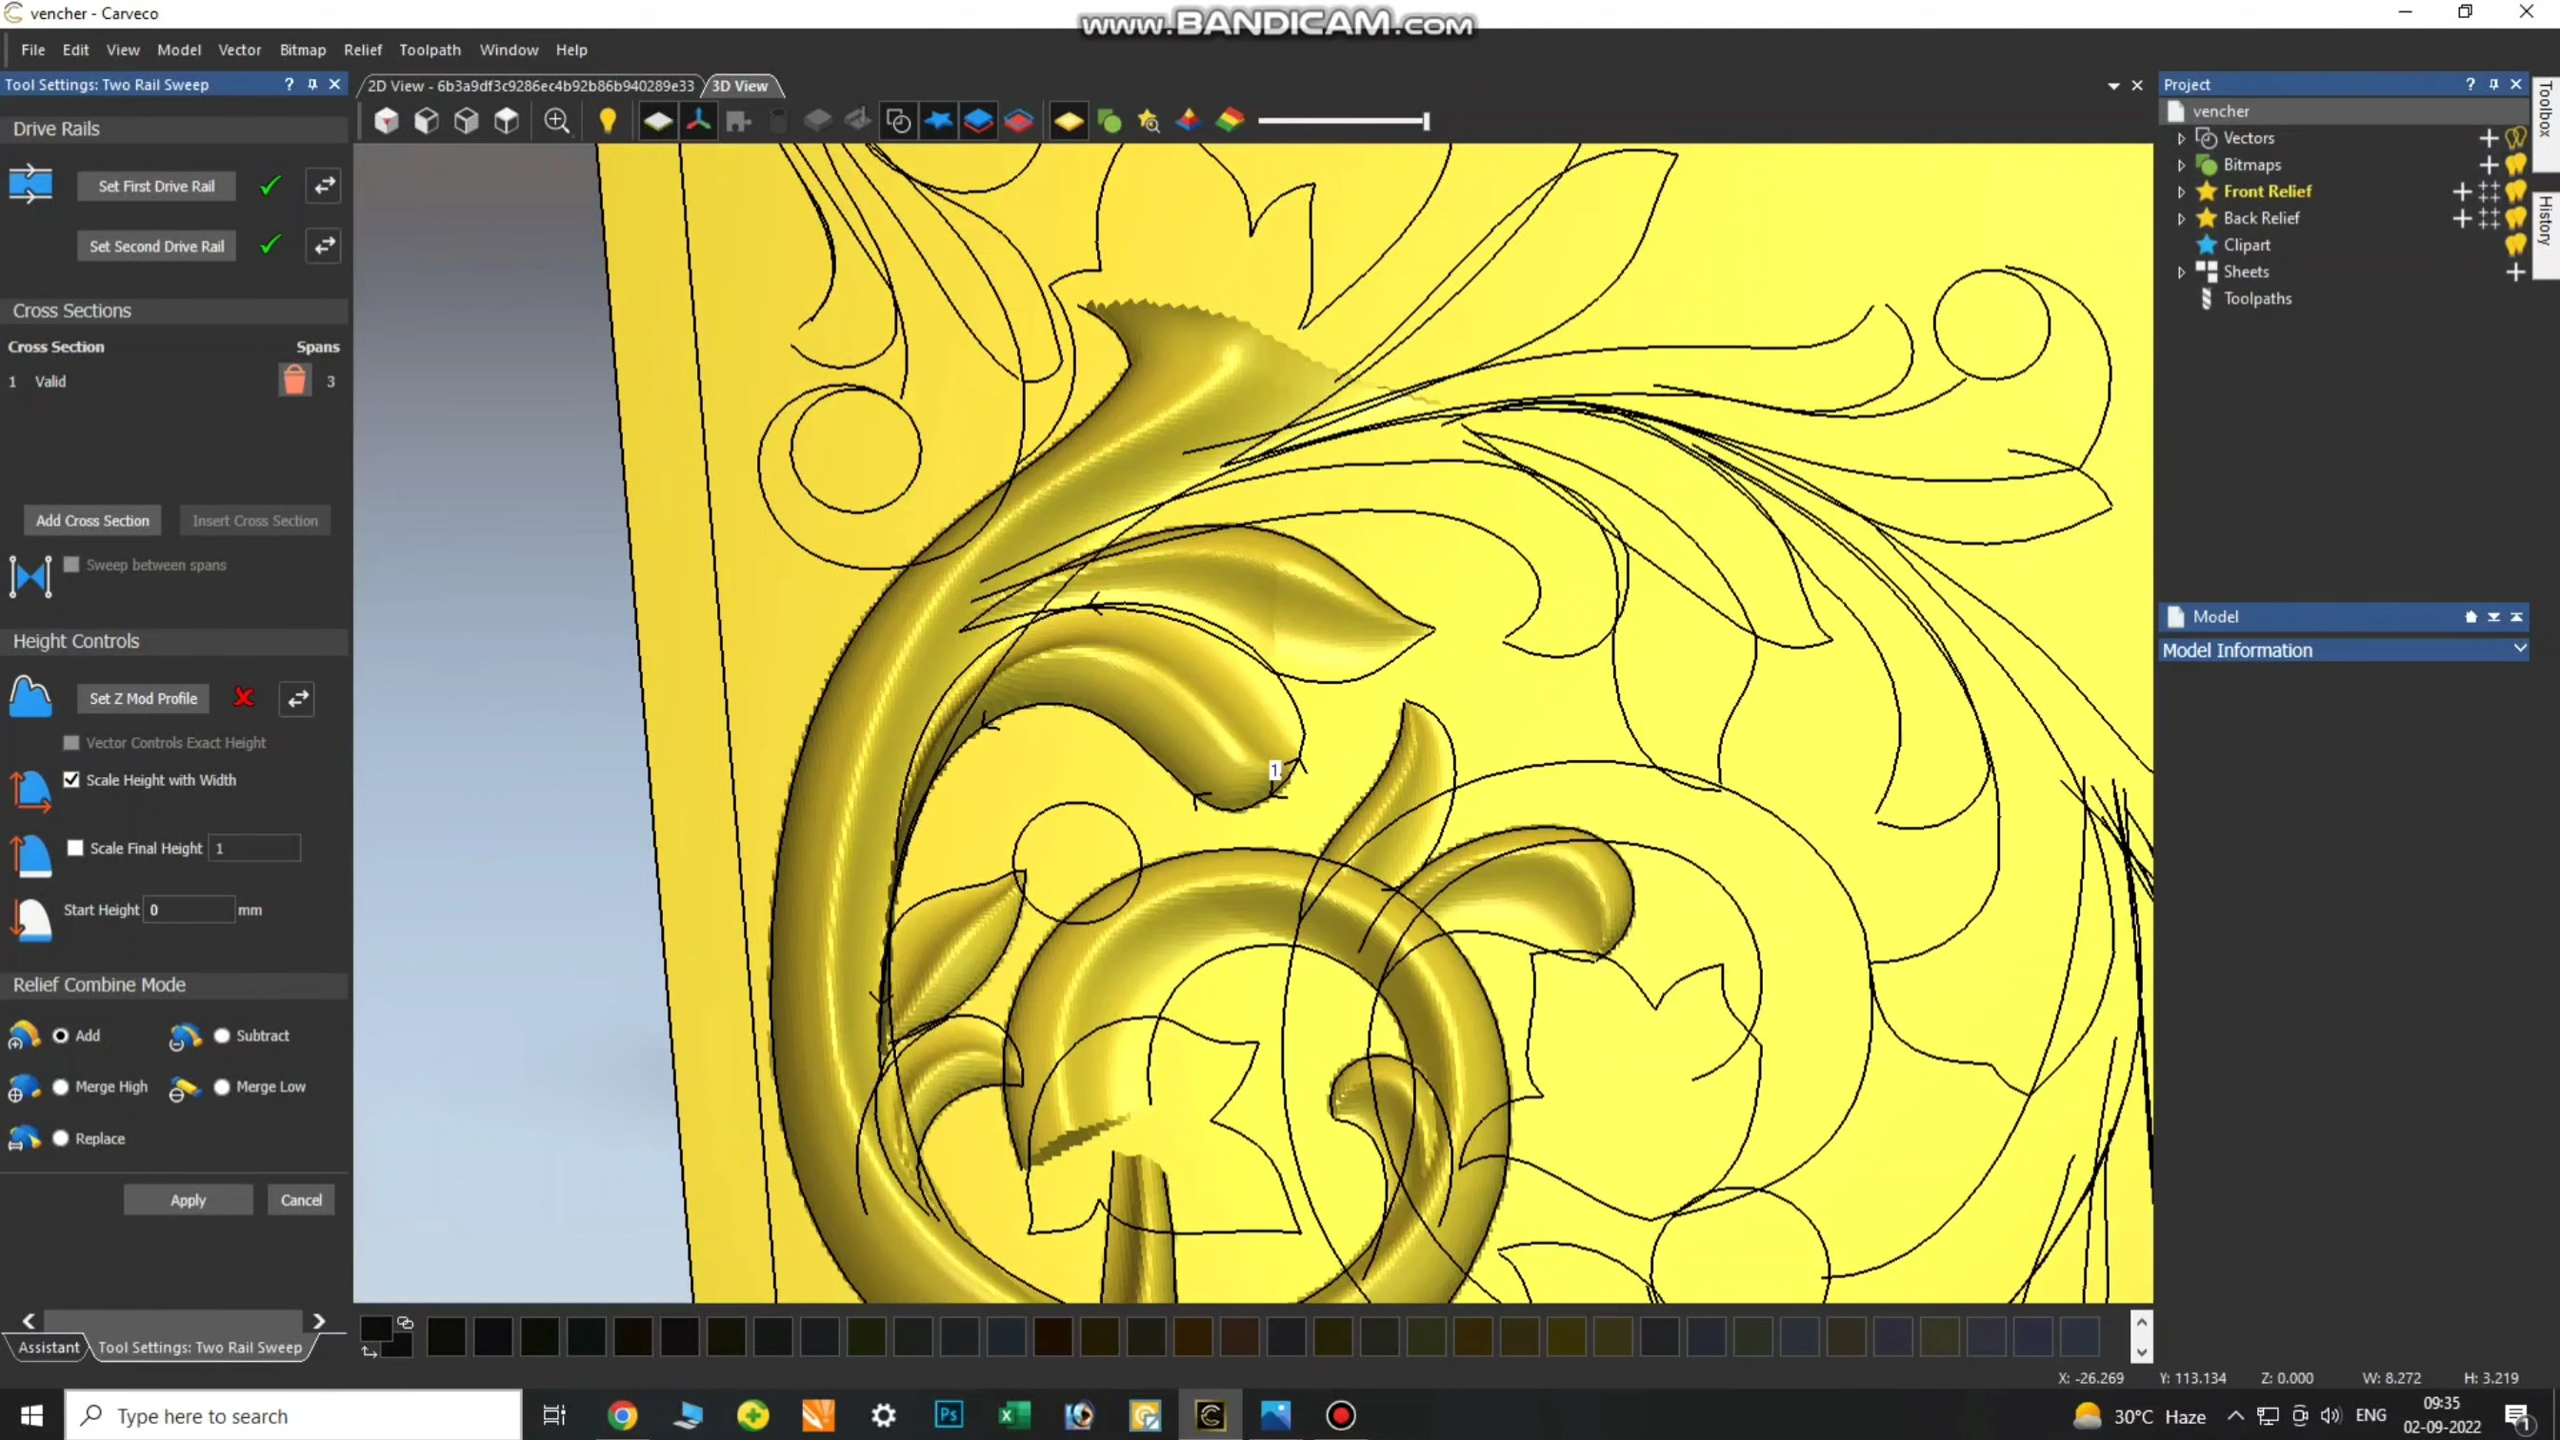 vencher - Carveco
www.BANDICAM.com
File Edit View Model Vector Bitmap Relief Toolpath Window Help
Tool Settings: Two Rail Sweep ?
2D View - 6b3a9df3c9286ec4b92b86b940289e33 3D View
Project ?
Toolbox
History
Drive Rails
Set First Drive Rail
Set Second Drive Rail
Cross Sections
Cross Section Spans
1 Valid 3
Add Cross Section Insert Cross Section
Sweep between spans
Height Controls
Set Z Mod Profile
Vector Controls Exact Height
Scale Height with Width
Scale Final Height 1
Start Height 0 mm
Relief Combine Mode
Add Subtract
Merge High Merge Low
Replace
Apply Cancel
Assistant Tool Settings: Two Rail Sweep
1
vencher
Vectors
Bitmaps
Front Relief
Back Relief
Clipart
Sheets
Toolpaths
Model
Model Information
X: -26.269 Y: 113.134 Z: 0.000 W: 8.272 H: 3.219
Type here to search
Ps
30°C Haze
ENG
09:35
02-09-2022
1